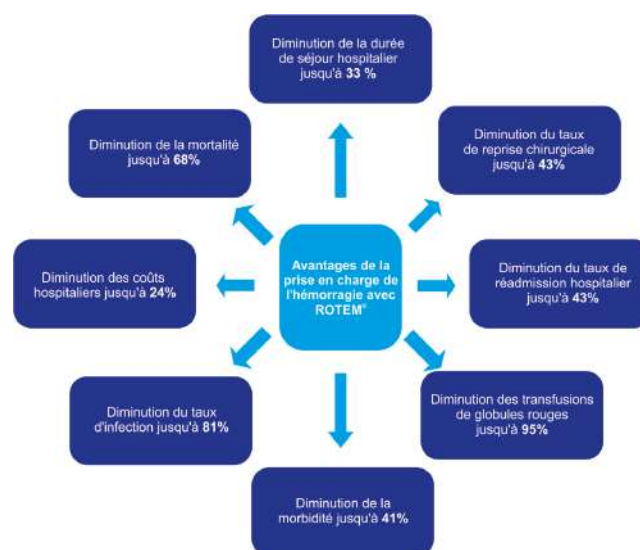 Diminution de la durée
de séjour hospitalier
jusqu'à 33 %
Diminution de la mortalité
jusqu'à 68%
Diminution du taux
de reprise chirurgicale
jusqu'à 43%
Avantages de la
prise en charge de
l'hémorragie avec
ROTEM®
Diminution des coûts
hospitaliers jusqu'à 24%
Diminution du taux de
réadmission hospitalier
jusqu'à 43%
Diminution du taux
d'infection jusqu'à 81%
Diminution des transfusions
de globules rouges
jusqu'à 95%
Diminution de la
morbidité jusqu'à 41%